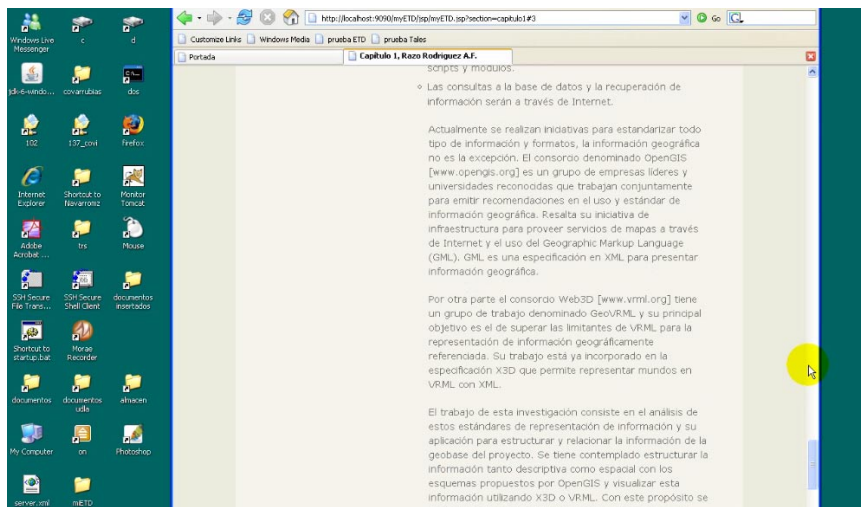 Windows Live
Messenger
c
d
jdk-6-windo...
covarrubias
dos
102
137_covi
firefox
Internet
Explorer
Shortcut to
Navarromz
Monitor
Tomcat
Adobe
Acrobat ...
trs
Mouse
SSH Secure
File Trans...
SSH Secure
Shell Client
documentos
insertados
Shortcut to
startup.bat
Morae
Recorder
documentos
documentos
udla
almacen
My Computer
on
Photoshop
server.xml
miETD
http://localhost:9090/myETD/jsp/myETD.jsp?section=capitulo1#3
Go
Customize Links
Windows Media
prueba ETD
prueba Tales
Portada
Capítulo 1, Razo Rodríguez A.F.
scripts y módulos.
Las consultas a la base de datos y la recuperación de
información serán a través de Internet.
Actualmente se realizan iniciativas para estandarizar todo
tipo de información y formatos, la información geográfica
no es la excepción. El consorcio denominado OpenGIS
[www.opengis.org] es un grupo de empresas líderes y
universidades reconocidas que trabajan conjuntamente
para emitir recomendaciones en el uso y estándar de
información geográfica. Resalta su iniciativa de
infraestructura para proveer servicios de mapas a través
de Internet y el uso del Geographic Markup Language
(GML). GML es una especificación en XML para presentar
información geográfica.
Por otra parte el consorcio Web3D [www.vrml.org] tiene
un grupo de trabajo denominado GeoVRML y su principal
objetivo es el de superar las limitantes de VRML para la
representación de información geográficamente
referenciada. Su trabajo está ya incorporado en la
especificación X3D que permite representar mundos en
VRML con XML.
El trabajo de esta investigación consiste en el análisis de
estos estándares de representación de información y su
aplicación para estructurar y relacionar la información de la
geobase del proyecto. Se tiene contemplado estructurar la
información tanto descriptiva como espacial con los
esquemas propuestos por OpenGIS y visualizar esta
información utilizando X3D o VRML. Con este propósito se